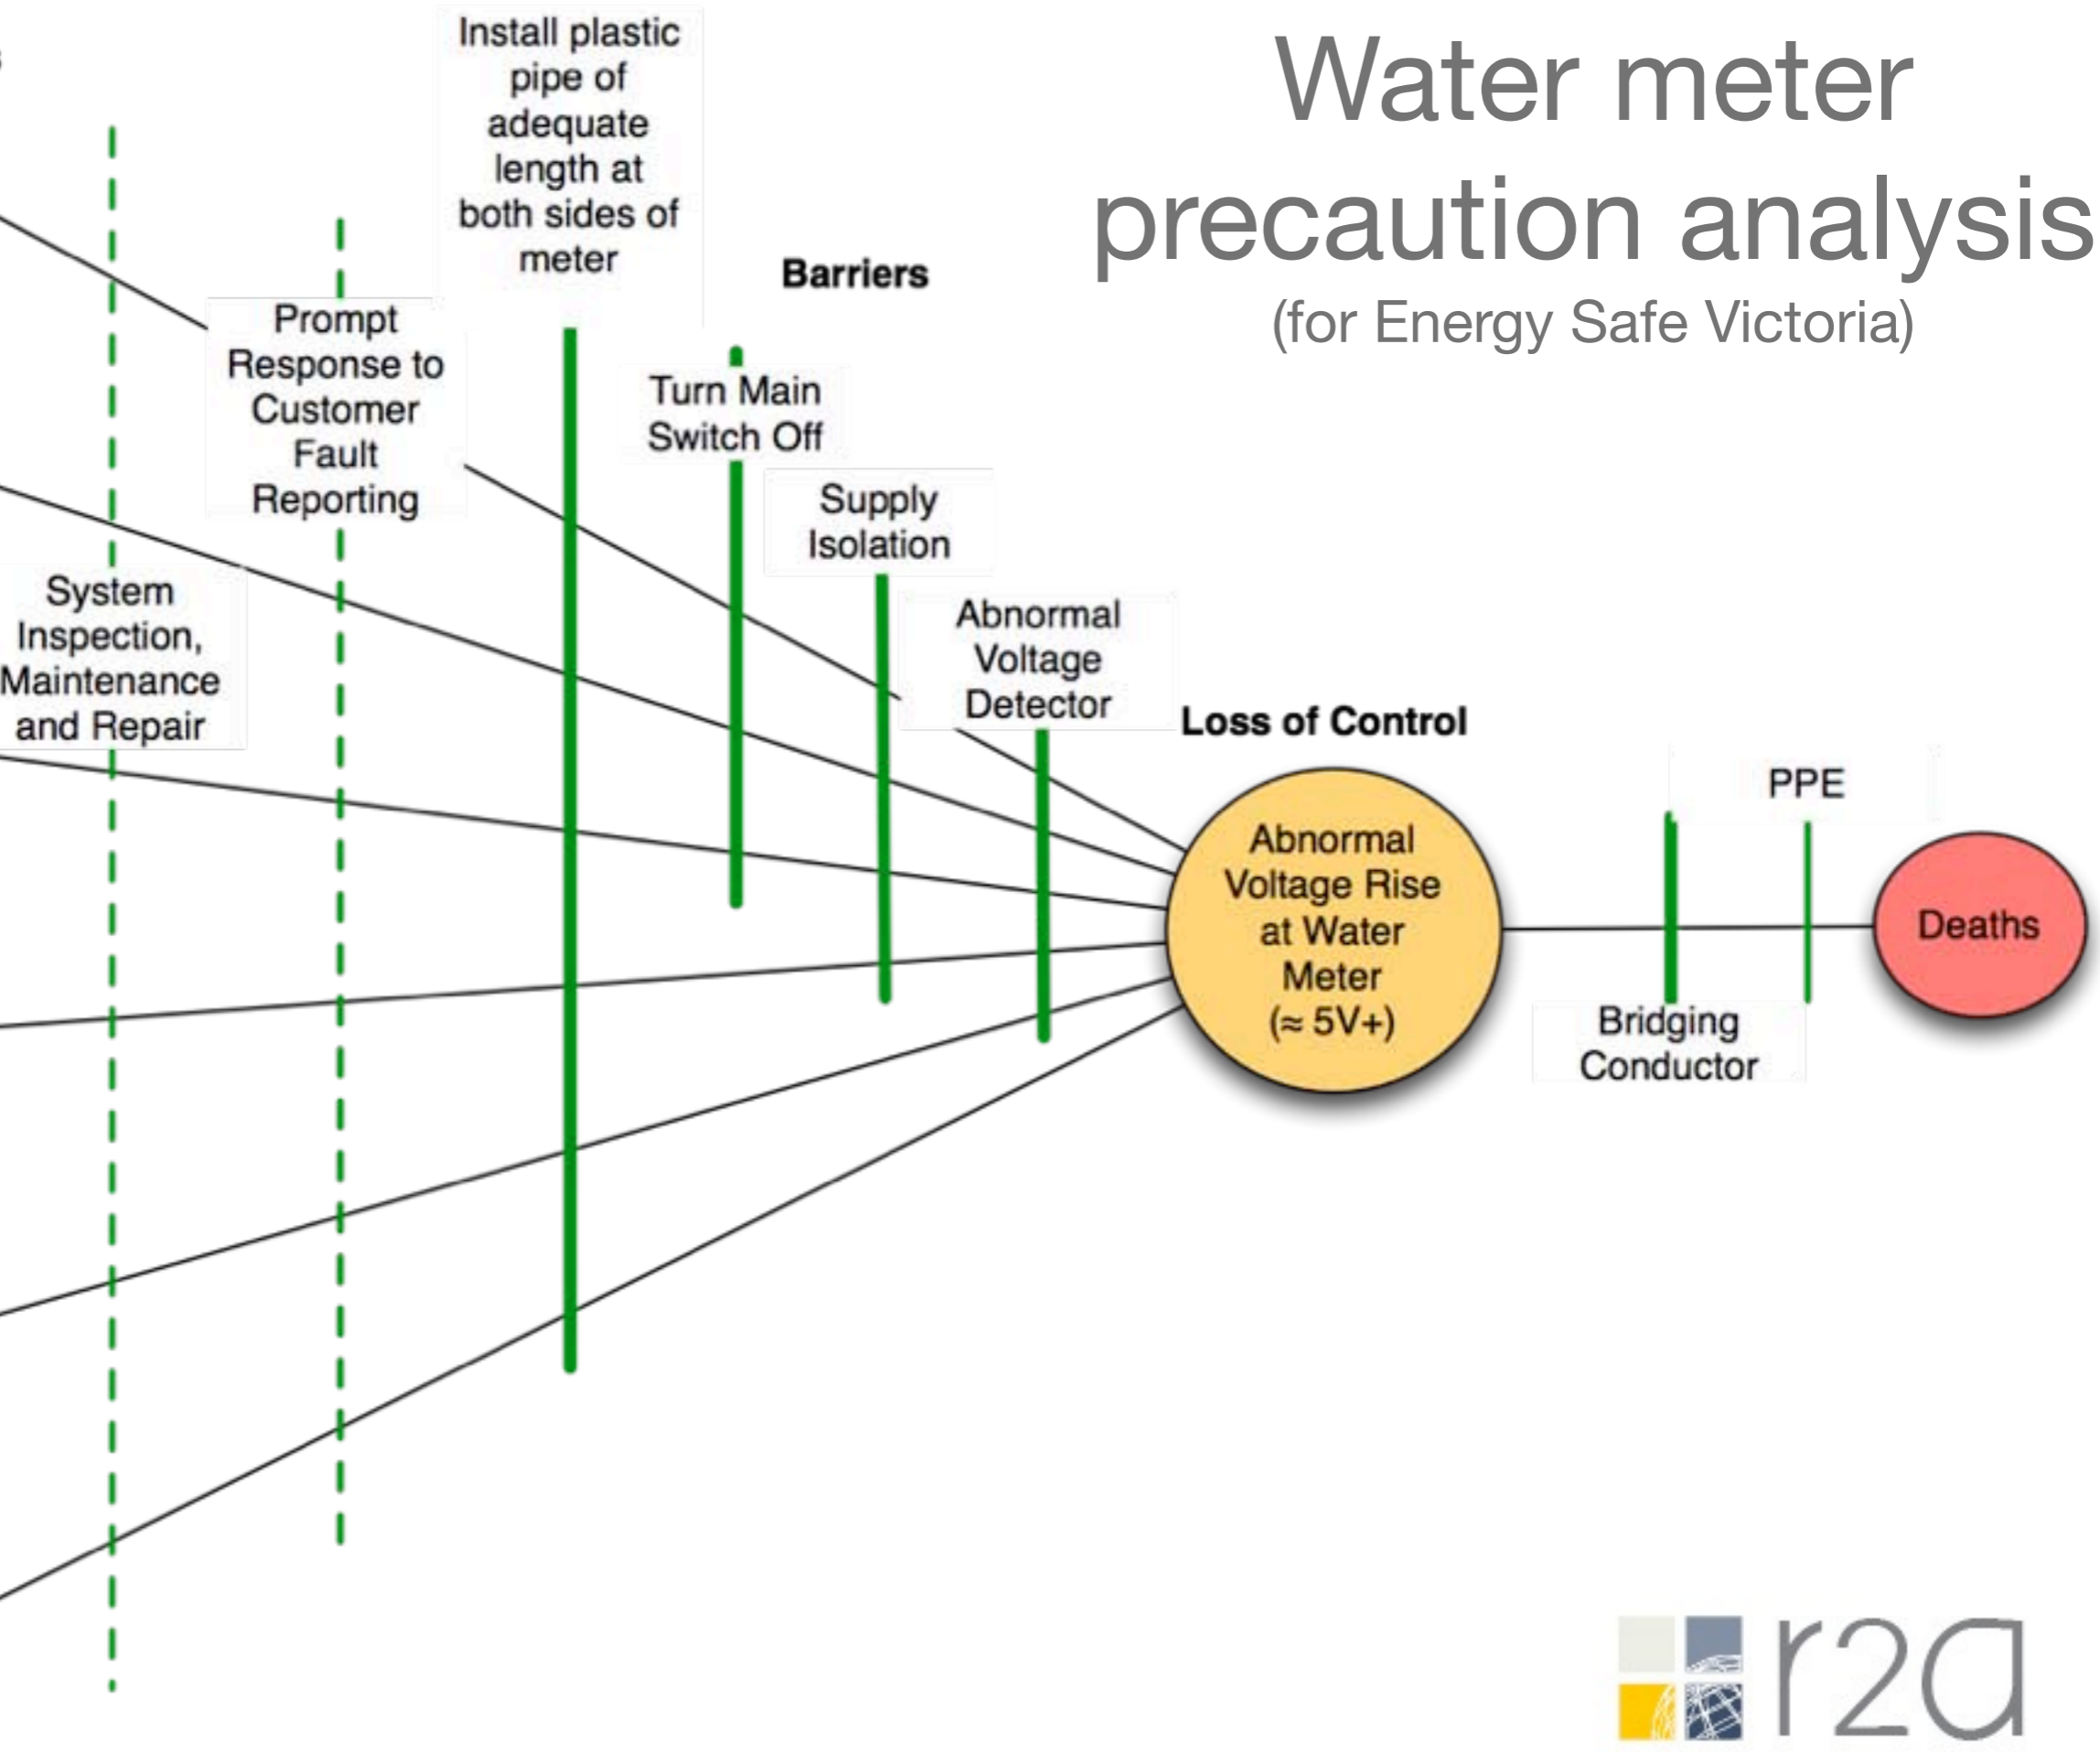 Water meter
precaution analysis
(for Energy Safe Victoria)
Install plastic
pipe of
adequate
length at
both sides of
meter
Barriers
Prompt
Response to
Customer
Fault
Reporting
Turn Main
Switch Off
Supply
Isolation
System
Inspection,
Maintenance
and Repair
Abnormal
Voltage
Detector
Loss of Control
PPE
Abnormal
Voltage Rise
at Water
Meter
(≈ 5V+)
Deaths
Bridging
Conductor
r2a